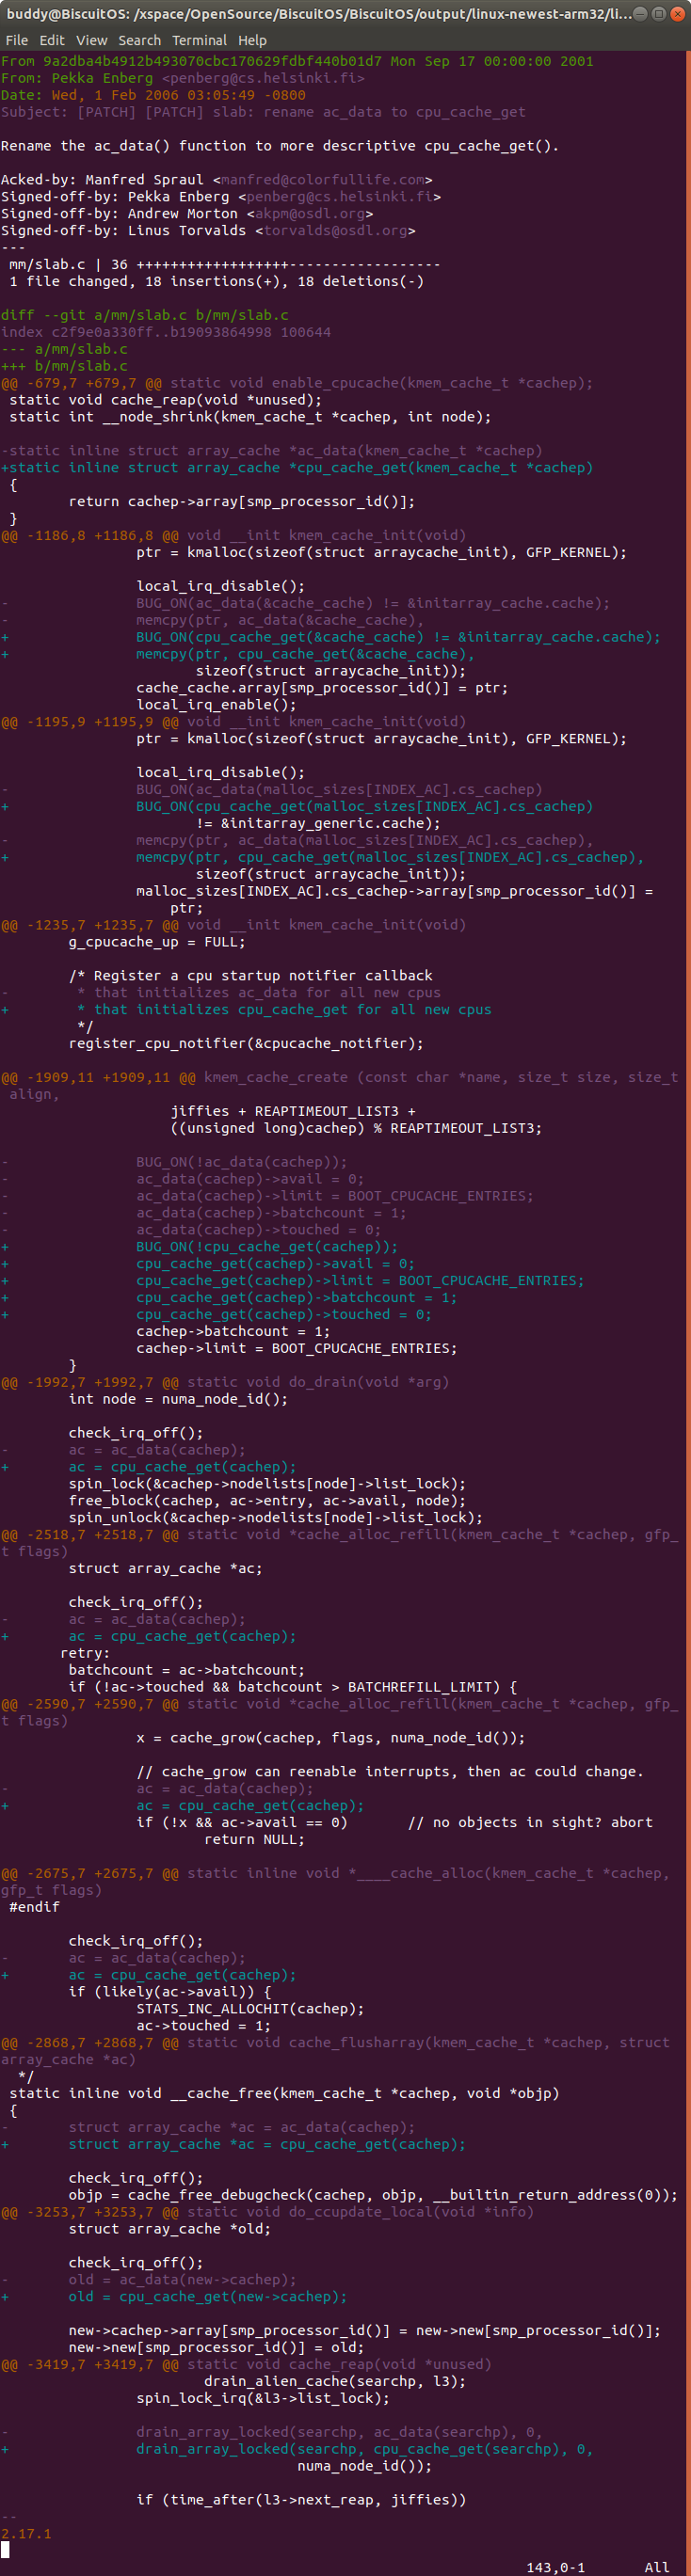 buddy@BiscuitOS: /xspace/OpenSource/BiscuitOS/BiscuitOS/output/linux-newest-arm32/li...
File Edit View Search Terminal Help
From 9a2dba4b4912b493070cbc170629fdbf440b01d7 Mon Sep 17 00:00:00 2001
From: Pekka Enberg <penberg@cs.helsinki.fi>
Date: Wed, 1 Feb 2006 03:05:49 -0800
Subject: [PATCH] [PATCH] slab: rename ac_data to cpu_cache_get

Rename the ac_data() function to more descriptive cpu_cache_get().

Acked-by: Manfred Spraul <manfred@colorfullife.com>
Signed-off-by: Pekka Enberg <penberg@cs.helsinki.fi>
Signed-off-by: Andrew Morton <akpm@osdl.org>
Signed-off-by: Linus Torvalds <torvalds@osdl.org>
---
 mm/slab.c | 36 ++++++++++++++++++------------------
 1 file changed, 18 insertions(+), 18 deletions(-)

diff --git a/mm/slab.c b/mm/slab.c
index c2f9e0a330ff..b19093864998 100644
--- a/mm/slab.c
+++ b/mm/slab.c
@@ -679,7 +679,7 @@ static void enable_cpucache(kmem_cache_t *cachep);
 static void cache_reap(void *unused);
 static int __node_shrink(kmem_cache_t *cachep, int node);

-static inline struct array_cache *ac_data(kmem_cache_t *cachep)
+static inline struct array_cache *cpu_cache_get(kmem_cache_t *cachep)
 {
        return cachep->array[smp_processor_id()];
 }
@@ -1186,8 +1186,8 @@ void __init kmem_cache_init(void)
                ptr = kmalloc(sizeof(struct arraycache_init), GFP_KERNEL);

                local_irq_disable();
-               BUG_ON(ac_data(&cache_cache) != &initarray_cache.cache);
-               memcpy(ptr, ac_data(&cache_cache),
+               BUG_ON(cpu_cache_get(&cache_cache) != &initarray_cache.cache);
+               memcpy(ptr, cpu_cache_get(&cache_cache),
                       sizeof(struct arraycache_init));
                cache_cache.array[smp_processor_id()] = ptr;
                local_irq_enable();
@@ -1195,9 +1195,9 @@ void __init kmem_cache_init(void)
                ptr = kmalloc(sizeof(struct arraycache_init), GFP_KERNEL);

                local_irq_disable();
-               BUG_ON(ac_data(malloc_sizes[INDEX_AC].cs_cachep)
+               BUG_ON(cpu_cache_get(malloc_sizes[INDEX_AC].cs_cachep)
                       != &initarray_generic.cache);
-               memcpy(ptr, ac_data(malloc_sizes[INDEX_AC].cs_cachep),
+               memcpy(ptr, cpu_cache_get(malloc_sizes[INDEX_AC].cs_cachep),
                       sizeof(struct arraycache_init));
                malloc_sizes[INDEX_AC].cs_cachep->array[smp_processor_id()] =
                    ptr;
@@ -1235,7 +1235,7 @@ void __init kmem_cache_init(void)
        g_cpucache_up = FULL;

        /* Register a cpu startup notifier callback
-        * that initializes ac_data for all new cpus
+        * that initializes cpu_cache_get for all new cpus
         */
        register_cpu_notifier(&cpucache_notifier);

@@ -1909,11 +1909,11 @@ kmem_cache_create (const char *name, size_t size, size_t
 align,
                    jiffies + REAPTIMEOUT_LIST3 +
                    ((unsigned long)cachep) % REAPTIMEOUT_LIST3;

-               BUG_ON(!ac_data(cachep));
-               ac_data(cachep)->avail = 0;
-               ac_data(cachep)->limit = BOOT_CPUCACHE_ENTRIES;
-               ac_data(cachep)->batchcount = 1;
-               ac_data(cachep)->touched = 0;
+               BUG_ON(!cpu_cache_get(cachep));
+               cpu_cache_get(cachep)->avail = 0;
+               cpu_cache_get(cachep)->limit = BOOT_CPUCACHE_ENTRIES;
+               cpu_cache_get(cachep)->batchcount = 1;
+               cpu_cache_get(cachep)->touched = 0;
                cachep->batchcount = 1;
                cachep->limit = BOOT_CPUCACHE_ENTRIES;
        }
@@ -1992,7 +1992,7 @@ static void do_drain(void *arg)
        int node = numa_node_id();

        check_irq_off();
-       ac = ac_data(cachep);
+       ac = cpu_cache_get(cachep);
        spin_lock(&cachep->nodelists[node]->list_lock);
        free_block(cachep, ac->entry, ac->avail, node);
        spin_unlock(&cachep->nodelists[node]->list_lock);
@@ -2518,7 +2518,7 @@ static void *cache_alloc_refill(kmem_cache_t *cachep, gfp_
t flags)
        struct array_cache *ac;

        check_irq_off();
-       ac = ac_data(cachep);
+       ac = cpu_cache_get(cachep);
       retry:
        batchcount = ac->batchcount;
        if (!ac->touched && batchcount > BATCHREFILL_LIMIT) {
@@ -2590,7 +2590,7 @@ static void *cache_alloc_refill(kmem_cache_t *cachep, gfp_
t flags)
                x = cache_grow(cachep, flags, numa_node_id());

                // cache_grow can reenable interrupts, then ac could change.
-               ac = ac_data(cachep);
+               ac = cpu_cache_get(cachep);
                if (!x && ac->avail == 0)       // no objects in sight? abort
                        return NULL;

@@ -2675,7 +2675,7 @@ static inline void *____cache_alloc(kmem_cache_t *cachep,
gfp_t flags)
 #endif

        check_irq_off();
-       ac = ac_data(cachep);
+       ac = cpu_cache_get(cachep);
        if (likely(ac->avail)) {
                STATS_INC_ALLOCHIT(cachep);
                ac->touched = 1;
@@ -2868,7 +2868,7 @@ static void cache_flusharray(kmem_cache_t *cachep, struct
array_cache *ac)
  */
 static inline void __cache_free(kmem_cache_t *cachep, void *objp)
 {
-       struct array_cache *ac = ac_data(cachep);
+       struct array_cache *ac = cpu_cache_get(cachep);

        check_irq_off();
        objp = cache_free_debugcheck(cachep, objp, __builtin_return_address(0));
@@ -3253,7 +3253,7 @@ static void do_ccupdate_local(void *info)
        struct array_cache *old;

        check_irq_off();
-       old = ac_data(new->cachep);
+       old = cpu_cache_get(new->cachep);

        new->cachep->array[smp_processor_id()] = new->new[smp_processor_id()];
        new->new[smp_processor_id()] = old;
@@ -3419,7 +3419,7 @@ static void cache_reap(void *unused)
                        drain_alien_cache(searchp, l3);
                spin_lock_irq(&l3->list_lock);

-               drain_array_locked(searchp, ac_data(searchp), 0,
+               drain_array_locked(searchp, cpu_cache_get(searchp), 0,
                                   numa_node_id());

                if (time_after(l3->next_reap, jiffies))
--
2.17.1
143,0-1 All